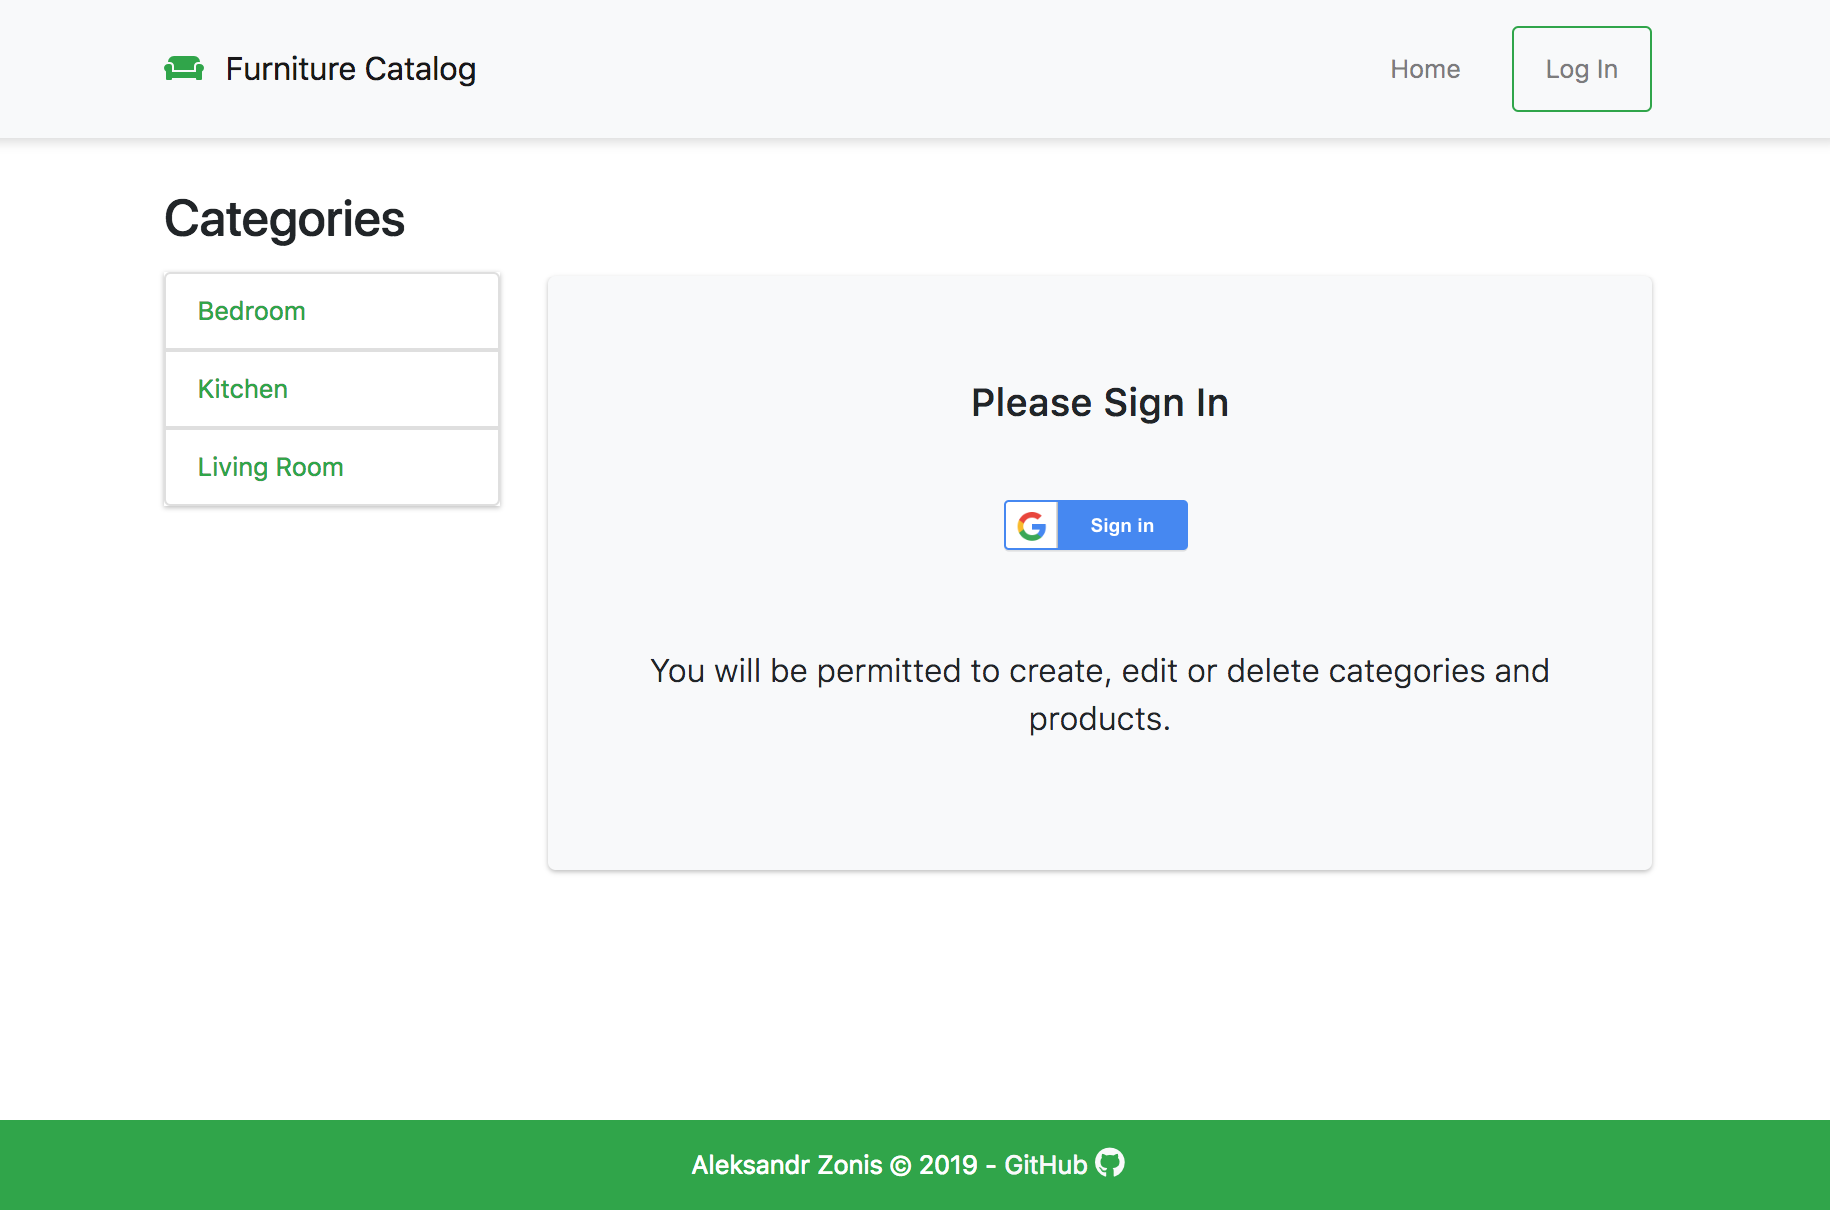 Furniture Catalog
Home
Log In
Categories
Bedroom
Kitchen
Living Room
Please Sign In
Sign in
You will be permitted to create, edit or delete categories and
products.
Aleksandr Zonis © 2019 - GitHub